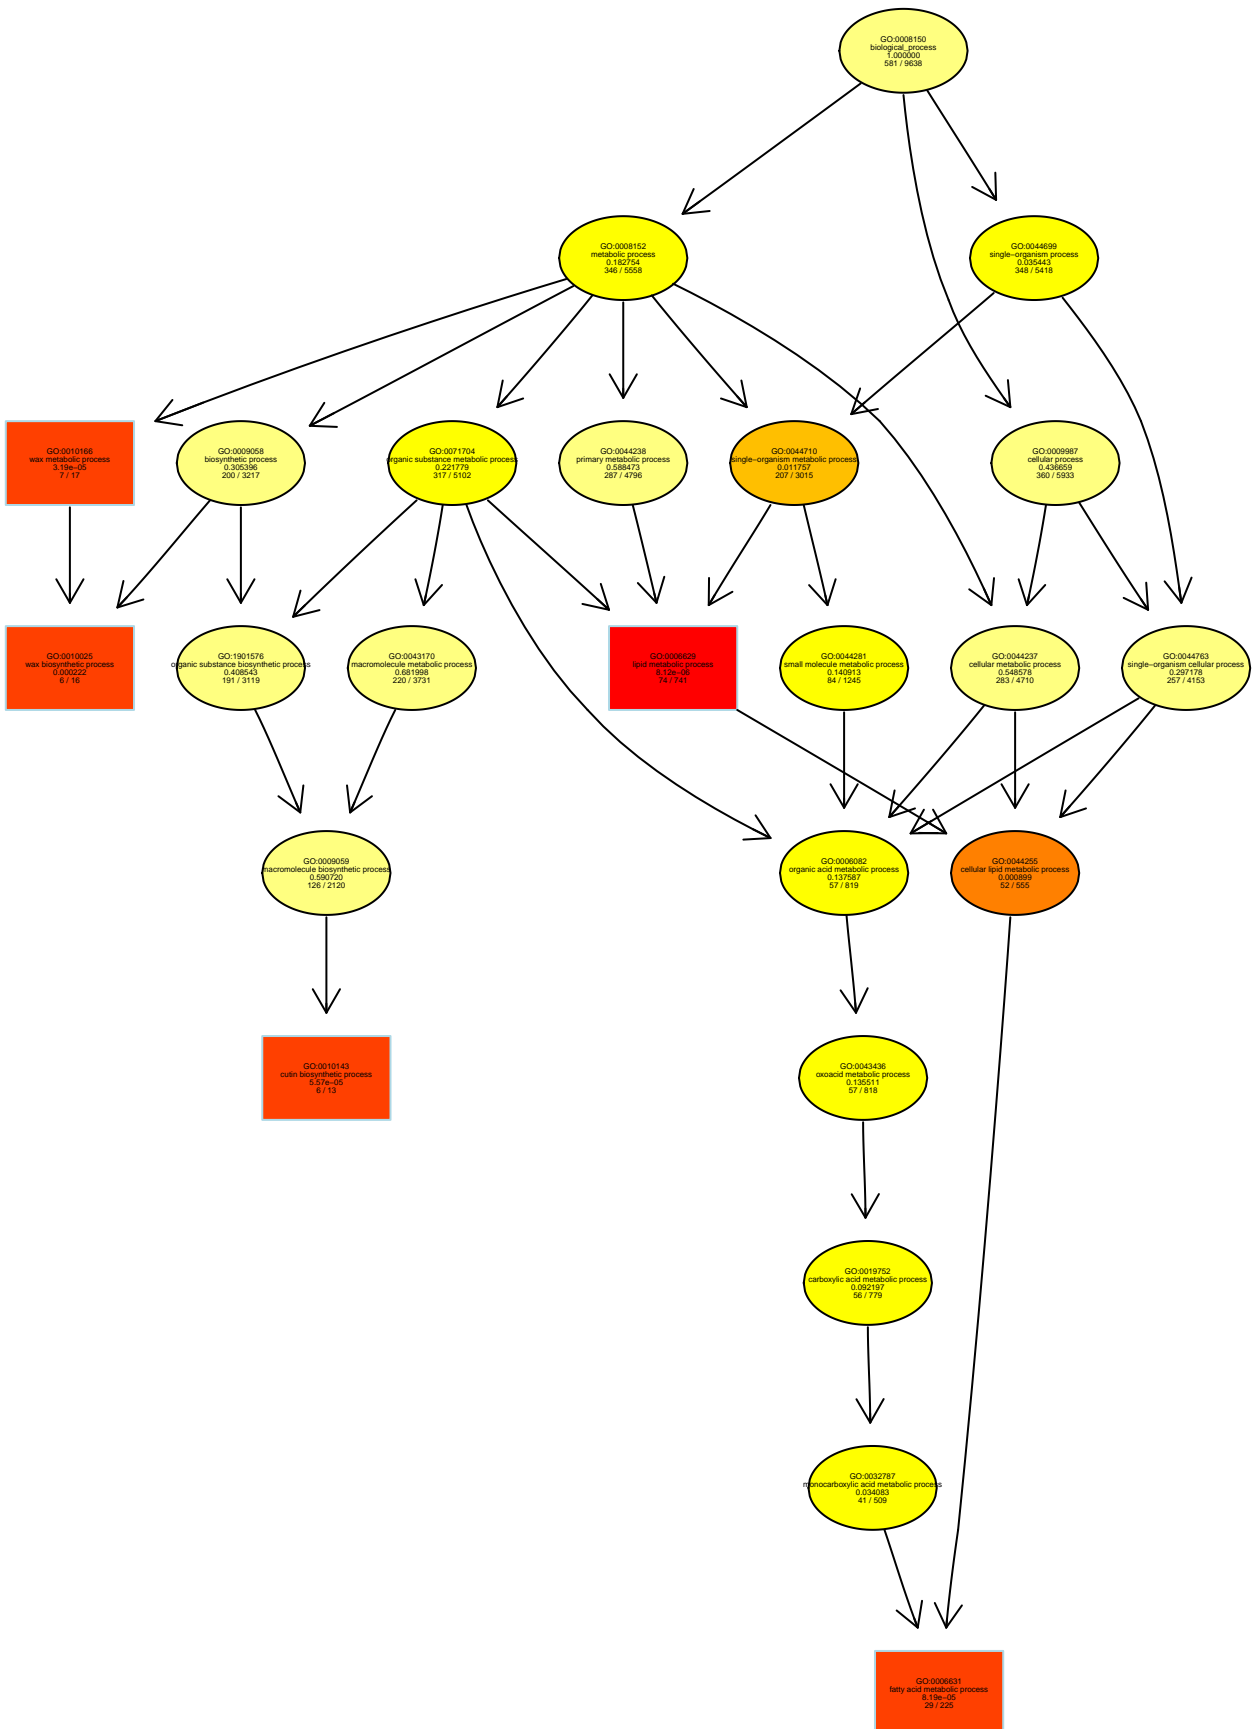 GO:0008150
biological_process
1.000000
581 / 9638
GO:0008152
metabolic process
0.182754
346 / 5558
GO:0044699
single−organism process
0.035443
348 / 5418
GO:0010166
wax metabolic process
3.19e−05
7 / 17
GO:0009058
biosynthetic process
0.305396
200 / 3217
GO:0071704
organic substance metabolic process
0.221779
317 / 5102
GO:0044238
primary metabolic process
0.588473
287 / 4796
GO:0044710
single−organism metabolic process
0.011757
207 / 3015
GO:0009987
cellular process
0.436659
360 / 5933
GO:0010025
wax biosynthetic process
0.000222
6 / 16
GO:1901576
organic substance biosynthetic process
0.408543
191 / 3119
GO:0043170
macromolecule metabolic process
0.681998
220 / 3731
GO:0006629
lipid metabolic process
6.12e−06
74 / 741
GO:0044281
small molecule metabolic process
0.140913
84 / 1245
GO:0044237
cellular metabolic process
0.548578
283 / 4710
GO:0044763
single−organism cellular process
0.297178
257 / 4153
GO:0009059
macromolecule biosynthetic process
0.590720
126 / 2120
GO:0006082
organic acid metabolic process
0.137587
57 / 819
GO:0044255
cellular lipid metabolic process
0.000899
52 / 555
GO:0010143
cutin biosynthetic process
5.57e−05
6 / 13
GO:0043436
oxoacid metabolic process
0.135511
57 / 818
GO:0019752
carboxylic acid metabolic process
0.092197
56 / 779
GO:0032787
monocarboxylic acid metabolic process
0.034083
41 / 509
GO:0006631
fatty acid metabolic process
8.19e−05
29 / 225